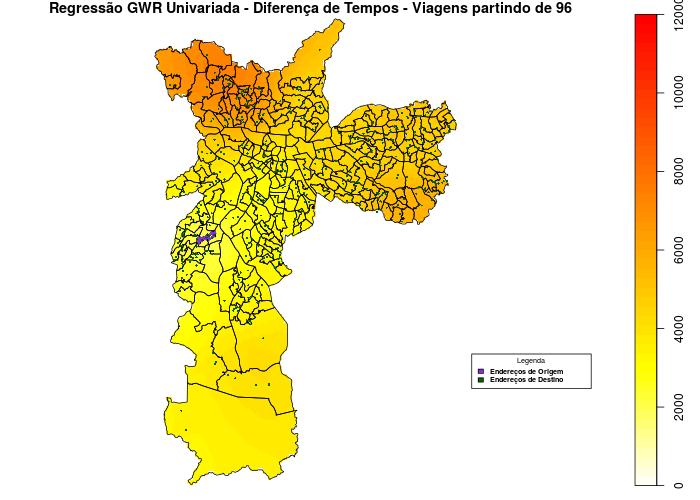 Regressão GWR Univariada - Diferença de Tempos - Viagens partindo de 96
12000
10000
8000
6000
4000
2000
0
Legenda
Endereços de Origem
Endereços de Destino